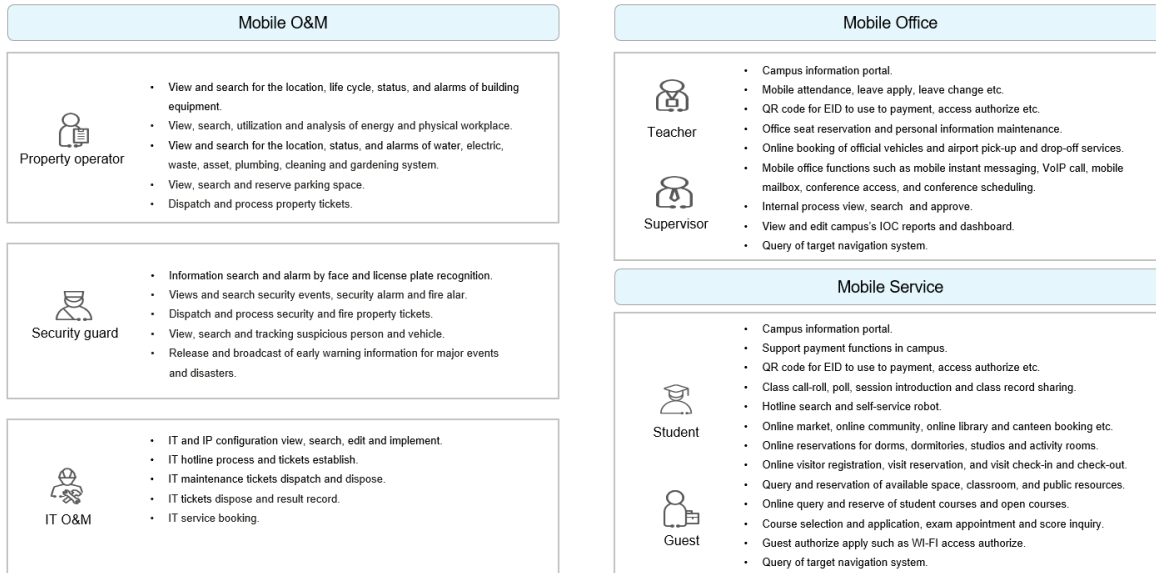 Mobile O&M
Property operator
• View and search for the location, life cycle, status, and alarms of building
equipment.
• View, search, utilization and analysis of energy and physical workplace.
• View and search for the location, status, and alarms of water, electric,
waste, asset, plumbing, cleaning and gardening system.
• View, search and reserve parking space.
• Dispatch and process property tickets.
Security guard
• Information search and alarm by face and license plate recognition.
• Views and search security events, security alarm and fire alar.
• Dispatch and process security and fire property tickets.
• View, search and tracking suspicious person and vehicle.
• Release and broadcast of early warning information for major events
and disasters.
IT O&M
• IT and IP configuration view, search, edit and implement.
• IT hotline process and tickets establish.
• IT maintenance tickets dispatch and dispose.
• IT tickets dispose and result record.
• IT service booking.
Mobile Office
Teacher
Supervisor
• Campus information portal.
• Mobile attendance, leave apply, leave change etc.
• QR code for EID to use to payment, access authorize etc.
• Office seat reservation and personal information maintenance.
• Online booking of official vehicles and airport pick-up and drop-off services.
• Mobile office functions such as mobile instant messaging, VoIP call, mobile
mailbox, conference access, and conference scheduling.
• Internal process view, search and approve.
• View and edit campus's IOC reports and dashboard.
• Query of target navigation system.
Mobile Service
Student
Guest
• Campus information portal.
• Support payment functions in campus.
• QR code for EID to use to payment, access authorize etc.
• Class call-roll, poll, session introduction and class record sharing.
• Hotline search and self-service robot.
• Online market, online community, online library and canteen booking etc.
• Online reservations for dorms, dormitories, studios and activity rooms.
• Online visitor registration, visit reservation, and visit check-in and check-out.
• Query and reservation of available space, classroom, and public resources.
• Online query and reserve of student courses and open courses.
• Course selection and application, exam appointment and score inquiry.
• Guest authorize apply such as WI-FI access authorize.
• Query of target navigation system.